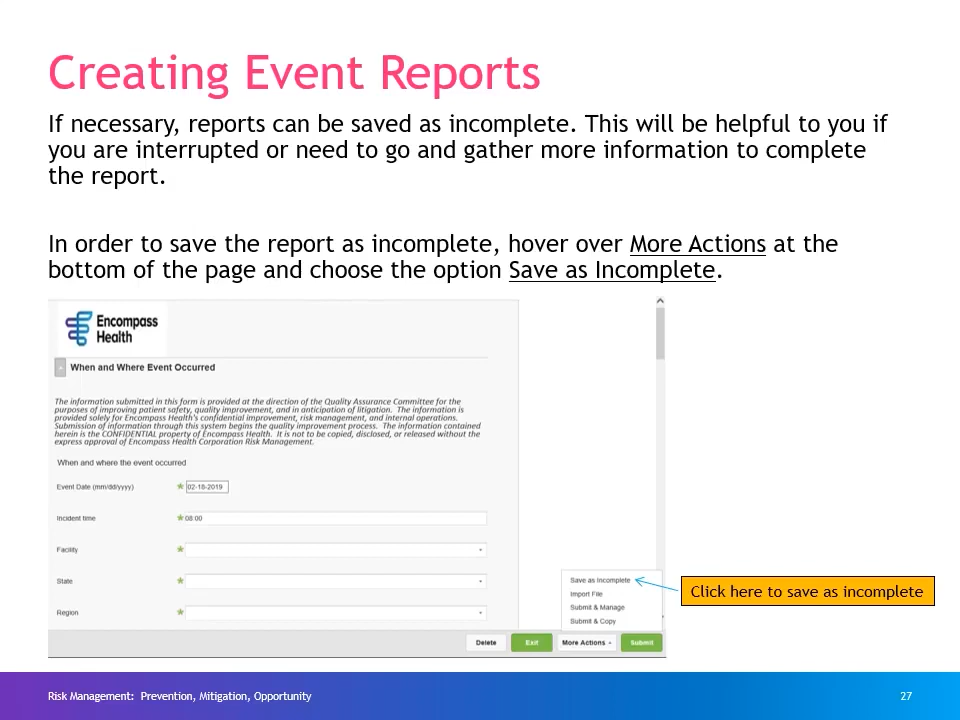 Creating Event Reports
If necessary, reports can be saved as incomplete. This will be helpful to you if
you are interrupted or need to go and gather more information to complete
the report.
In order to save the report as incomplete, hover over More Actions at the
bottom of the page and choose the option Save as Incomplete.
Encompass
Health
When and Where Event Occurred
The information submitted in this form is provided at the direction of the Quality Assurance Committee for the
purposes of improving patient safety, quality improvement, and in anticipation of litigation. The information is
provided solely for Encompass Health's confidential improvement, risk management, and internal operations.
Submission of information through this system begins the quality improvement process. The information contained
herein is the CONFIDENTIAL property of Encompass Health. It is not to be copied, disclosed, or released without the
express approval of Encompass Health Corporation Risk Management.
When and where the event occurred
Event Date (mm/dd/yyyy) * 02-18-2019
Incident time * 08:00
Facility *
State *
Region *
Save as Incomplete
Import File
Submit & Manage
Submit & Copy
Click here to save as incomplete
Delete Exit More Actions Submit
Risk Management: Prevention, Mitigation, Opportunity 27